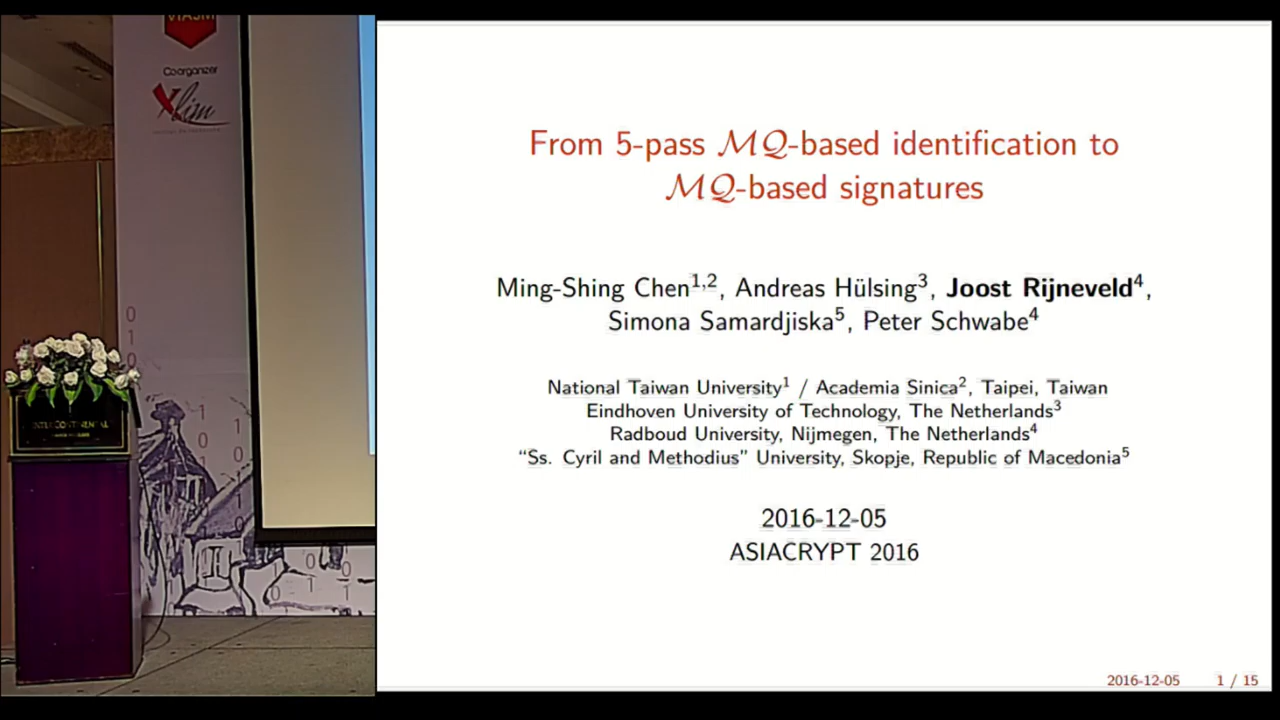 VIASM
Coorganizer
Xlim
INTERCONTINENTAL
From 5-pass MQ-based identification to
MQ-based signatures
Ming-Shing Chen1,2, Andreas Hülsing3, Joost Rijneveld4,
Simona Samardjiska5, Peter Schwabe4
National Taiwan University1 / Academia Sinica2, Taipei, Taiwan
Eindhoven University of Technology, The Netherlands3
Radboud University, Nijmegen, The Netherlands4
“Ss. Cyril and Methodius” University, Skopje, Republic of Macedonia5
2016-12-05
ASIACRYPT 2016
2016-12-05 1 / 15